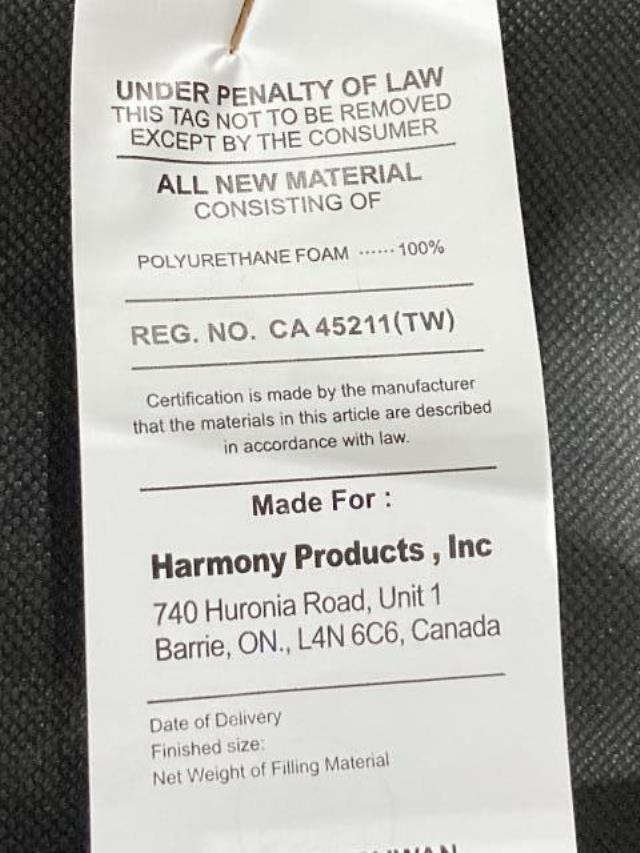 UNDER PENALTY OF LAW
THIS TAG NOT TO BE REMOVED
EXCEPT BY THE CONSUMER
ALL NEW MATERIAL
CONSISTING OF
POLYURETHANE FOAM ······ 100%
REG. NO. CA 45211(TW)
Certification is made by the manufacturer
that the materials in this article are described
in accordance with law.
Made For :
Harmony Products , Inc
740 Huronia Road, Unit 1
Barrie, ON., L4N 6C6, Canada
Date of Delivery
Finished size:
Net Weight of Filling Material